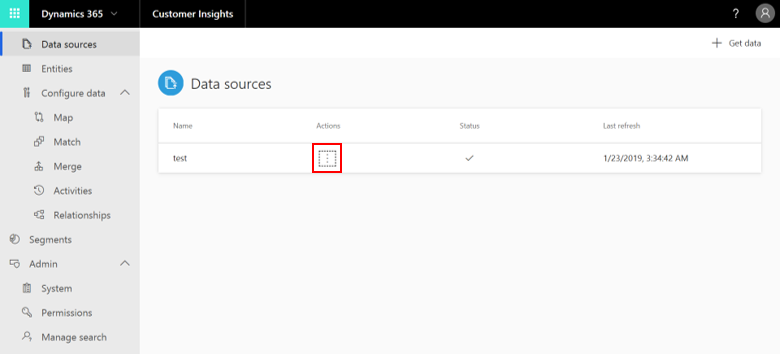 Dynamics 365 Customer Insights ?
Get data
Data sources
Entities
Configure data
Map
Match
Merge
Activities
Relationships
Segments
Admin
System
Permissions
Manage search
Data sources
Name Actions Status Last refresh
test 1/23/2019, 3:34:42 AM